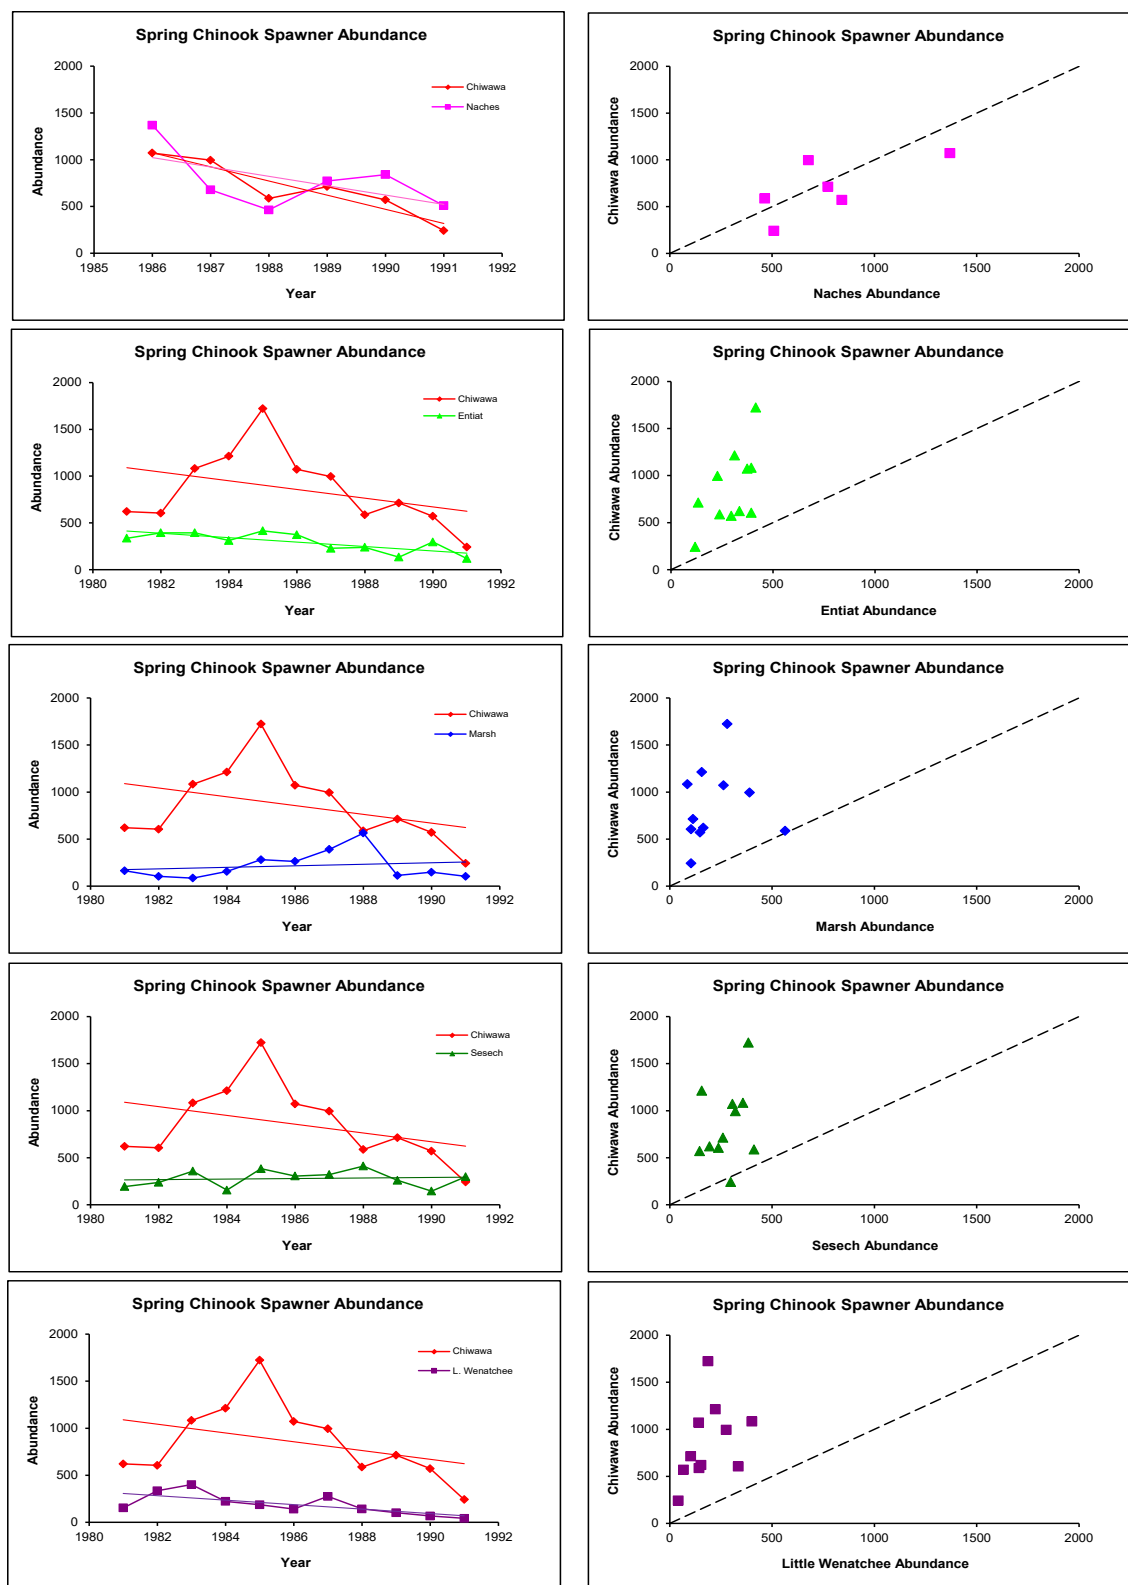 Spring Chinook Spawner Abundance
2000
1500
1000
500
0
Abundance
Chiwawa
Naches
1985 1986 1987 1988 1989 1990 1991 1992
Year
Spring Chinook Spawner Abundance
2000
1500
1000
500
0
Chiwawa Abundance
0 500 1000 1500 2000
Naches Abundance
Spring Chinook Spawner Abundance
2000
1500
1000
500
0
Abundance
Chiwawa
Entiat
1980 1982 1984 1986 1988 1990 1992
Year
Spring Chinook Spawner Abundance
2000
1500
1000
500
0
Chiwawa Abundance
0 500 1000 1500 2000
Entiat Abundance
Spring Chinook Spawner Abundance
2000
1500
1000
500
0
Abundance
Chiwawa
Marsh
1980 1982 1984 1986 1988 1990 1992
Year
Spring Chinook Spawner Abundance
2000
1500
1000
500
0
Chiwawa Abundance
0 500 1000 1500 2000
Marsh Abundance
Spring Chinook Spawner Abundance
2000
1500
1000
500
0
Abundance
Chiwawa
Sesech
1980 1982 1984 1986 1988 1990 1992
Year
Spring Chinook Spawner Abundance
2000
1500
1000
500
0
Chiwawa Abundance
0 500 1000 1500 2000
Sesech Abundance
Spring Chinook Spawner Abundance
2000
1500
1000
500
0
Abundance
Chiwawa
L. Wenatchee
1980 1982 1984 1986 1988 1990 1992
Year
Spring Chinook Spawner Abundance
2000
1500
1000
500
0
Chiwawa Abundance
0 500 1000 1500 2000
Little Wenatchee Abundance